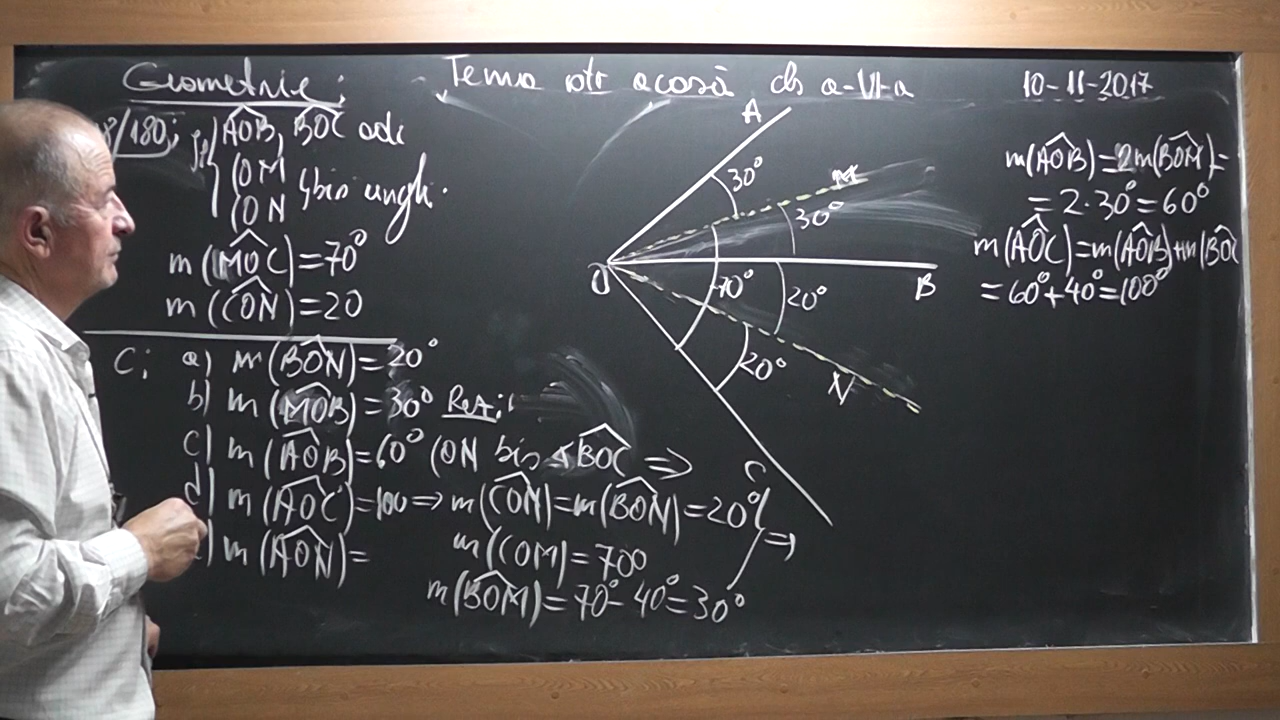 Geometrie: Tema ptr acasă cls a-VI-a 10-11-2017
8/180; Ip AOB, BOC adi
(OM
(ON bis ungh.
m(MOC)=70°
m(CON)=20
C: a) m(BON)=20°
b) m(MOB)=30° Rez:
c) m(AOB)=60° (ON bis ∢BOC ⇒
d) m(AOC)=100 ⇒ m(CON)=m(BON)=20°
m(AON)= m(COM)=70° ⇒
m(BOM)=70°-40°=30°
A
30°
M
30°
O
70°
20°
B
20°
N
C
m(AOB)=2m(BOM)=
=2·30°=60°
m(AOC)=m(AOB)+m(BOC
=60°+40°=100°